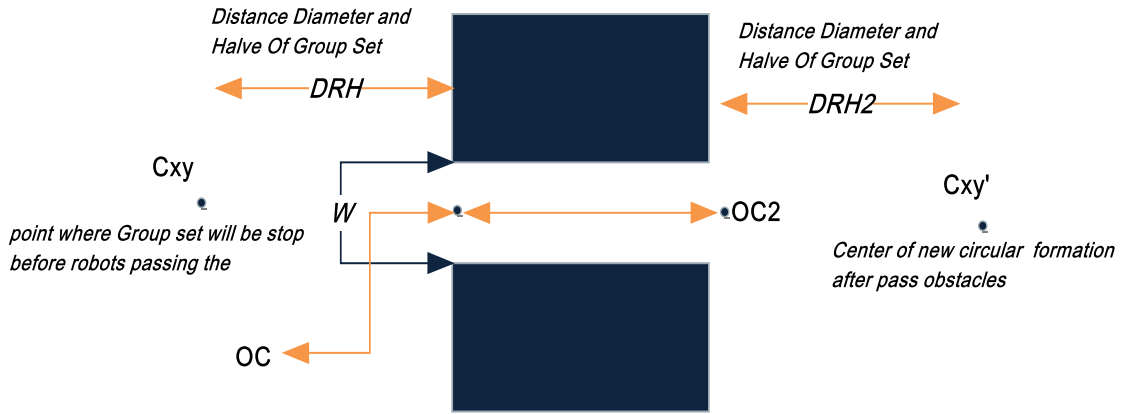 Distance Diameter and
Halve Of Group Set
DRH
Distance Diameter and
Halve Of Group Set
DRH2
Cxy
point where Group set will be stop
before robots passing the
W
OC
OC2
Cxy'
Center of new circular formation
after pass obstacles